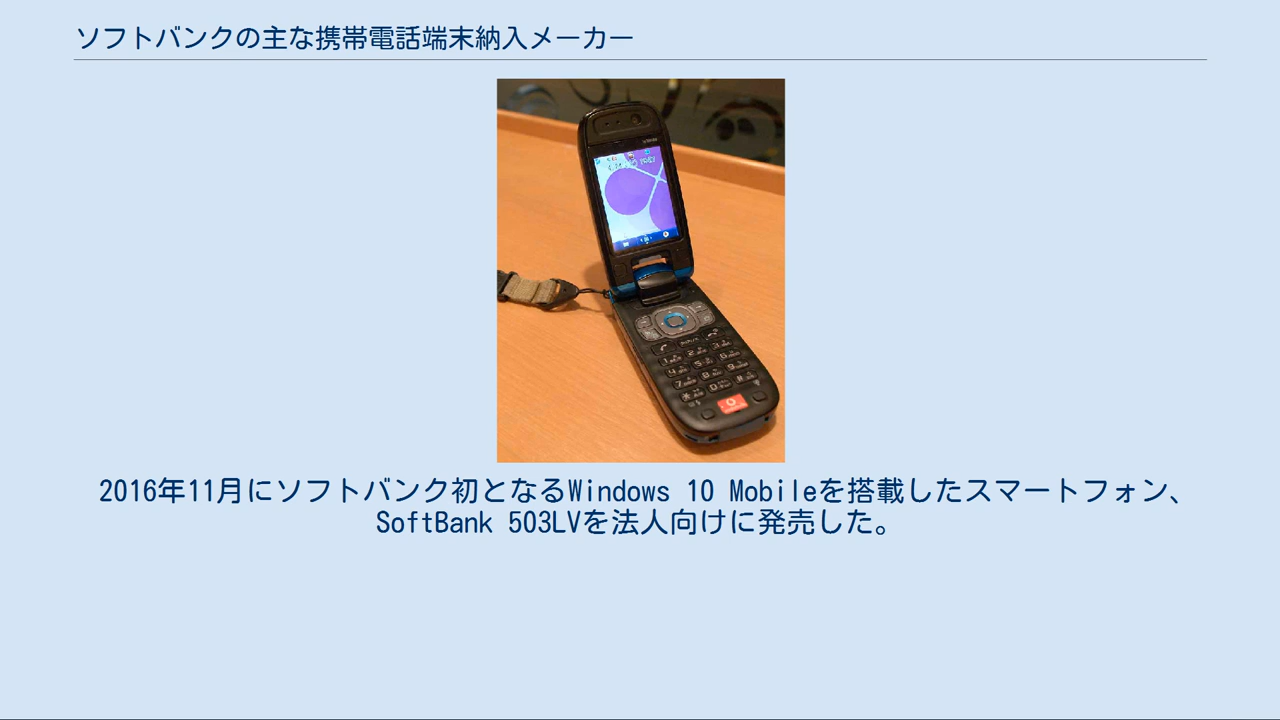 ソフトバンクの主な携帯電話端末納入メーカー
2016年11月にソフトバンク初となるWindows 10 Mobileを搭載したスマートフォン、
SoftBank 503LVを法人向けに発売した。